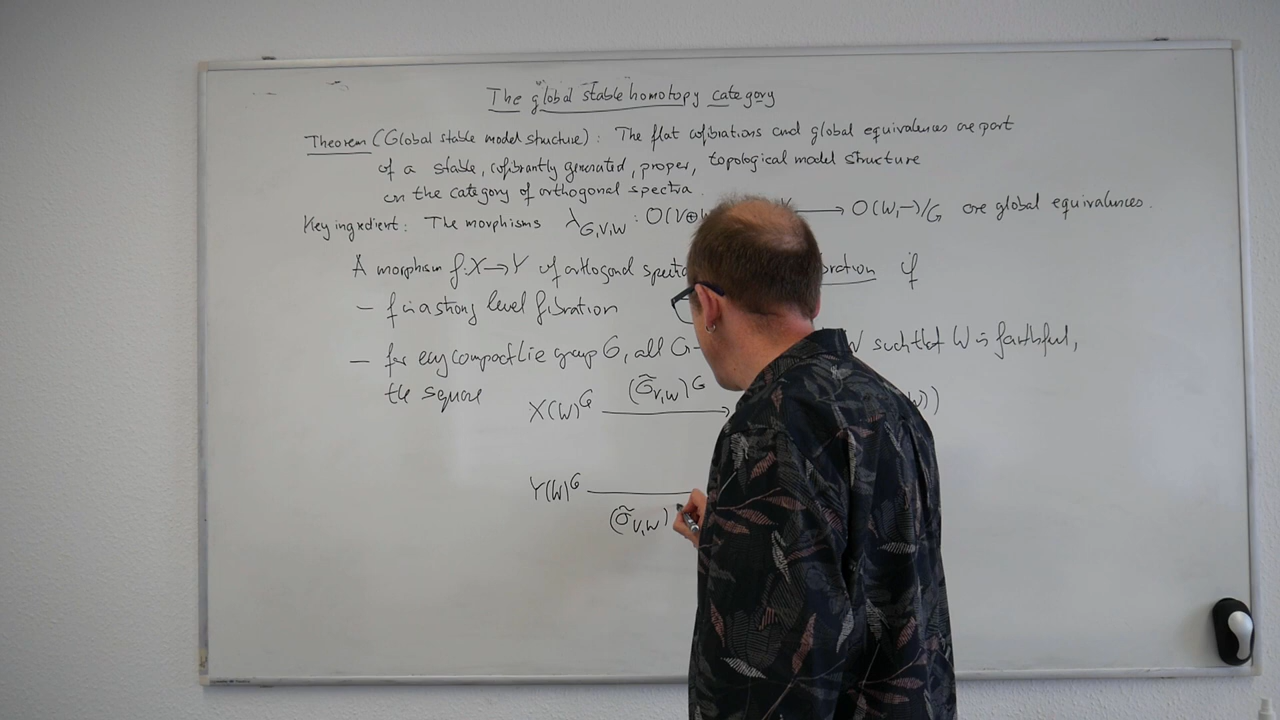 The global stable homotopy category
Theorem (Global stable model structure): The flat cofibrations and global equivalences are part
of a stable, cofibrantly generated, proper, topological model structure
on the category of orthogonal spectra.
Key ingredient: The morphisms λ_{G,V,W} : O(V⊕W → O(W,−)/G are global equivalences.
A morphism f: X → Y of orthogonal spectra bration if
– f is a strong level fibration
– for every compact Lie group G, all G- W such that W is faithful,
the square
X(W)^G (σ̃_{V,W})^G → W))
Y(W)^G
(σ̃_{V,W})